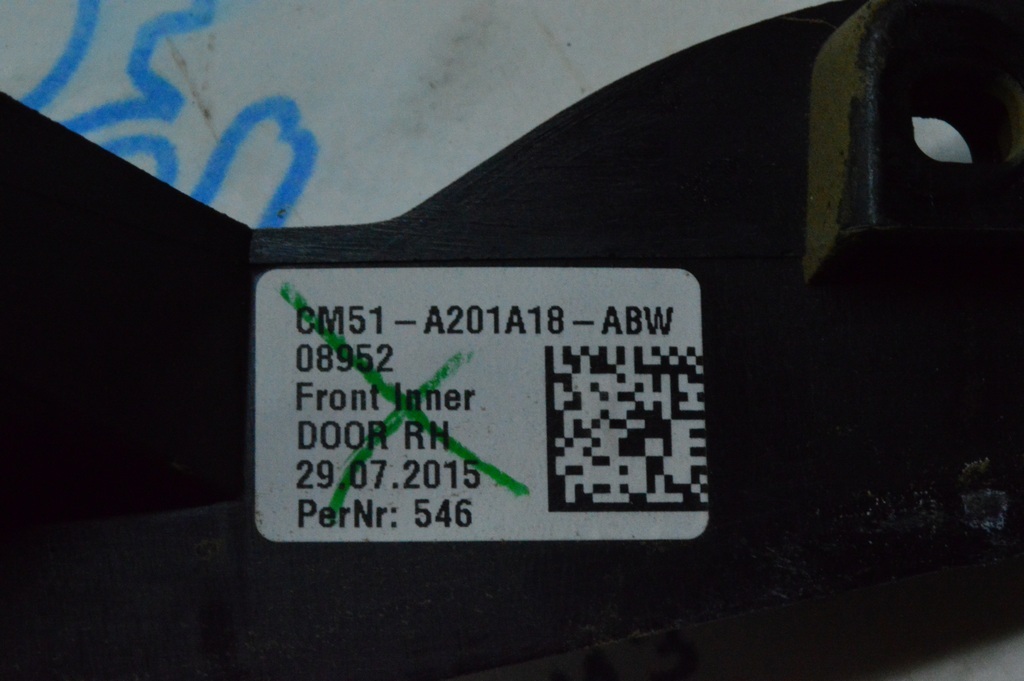 CM51-A201A18-ABW
08952
Front Inner
DOOR RH
29.07.2015
PerNr: 546